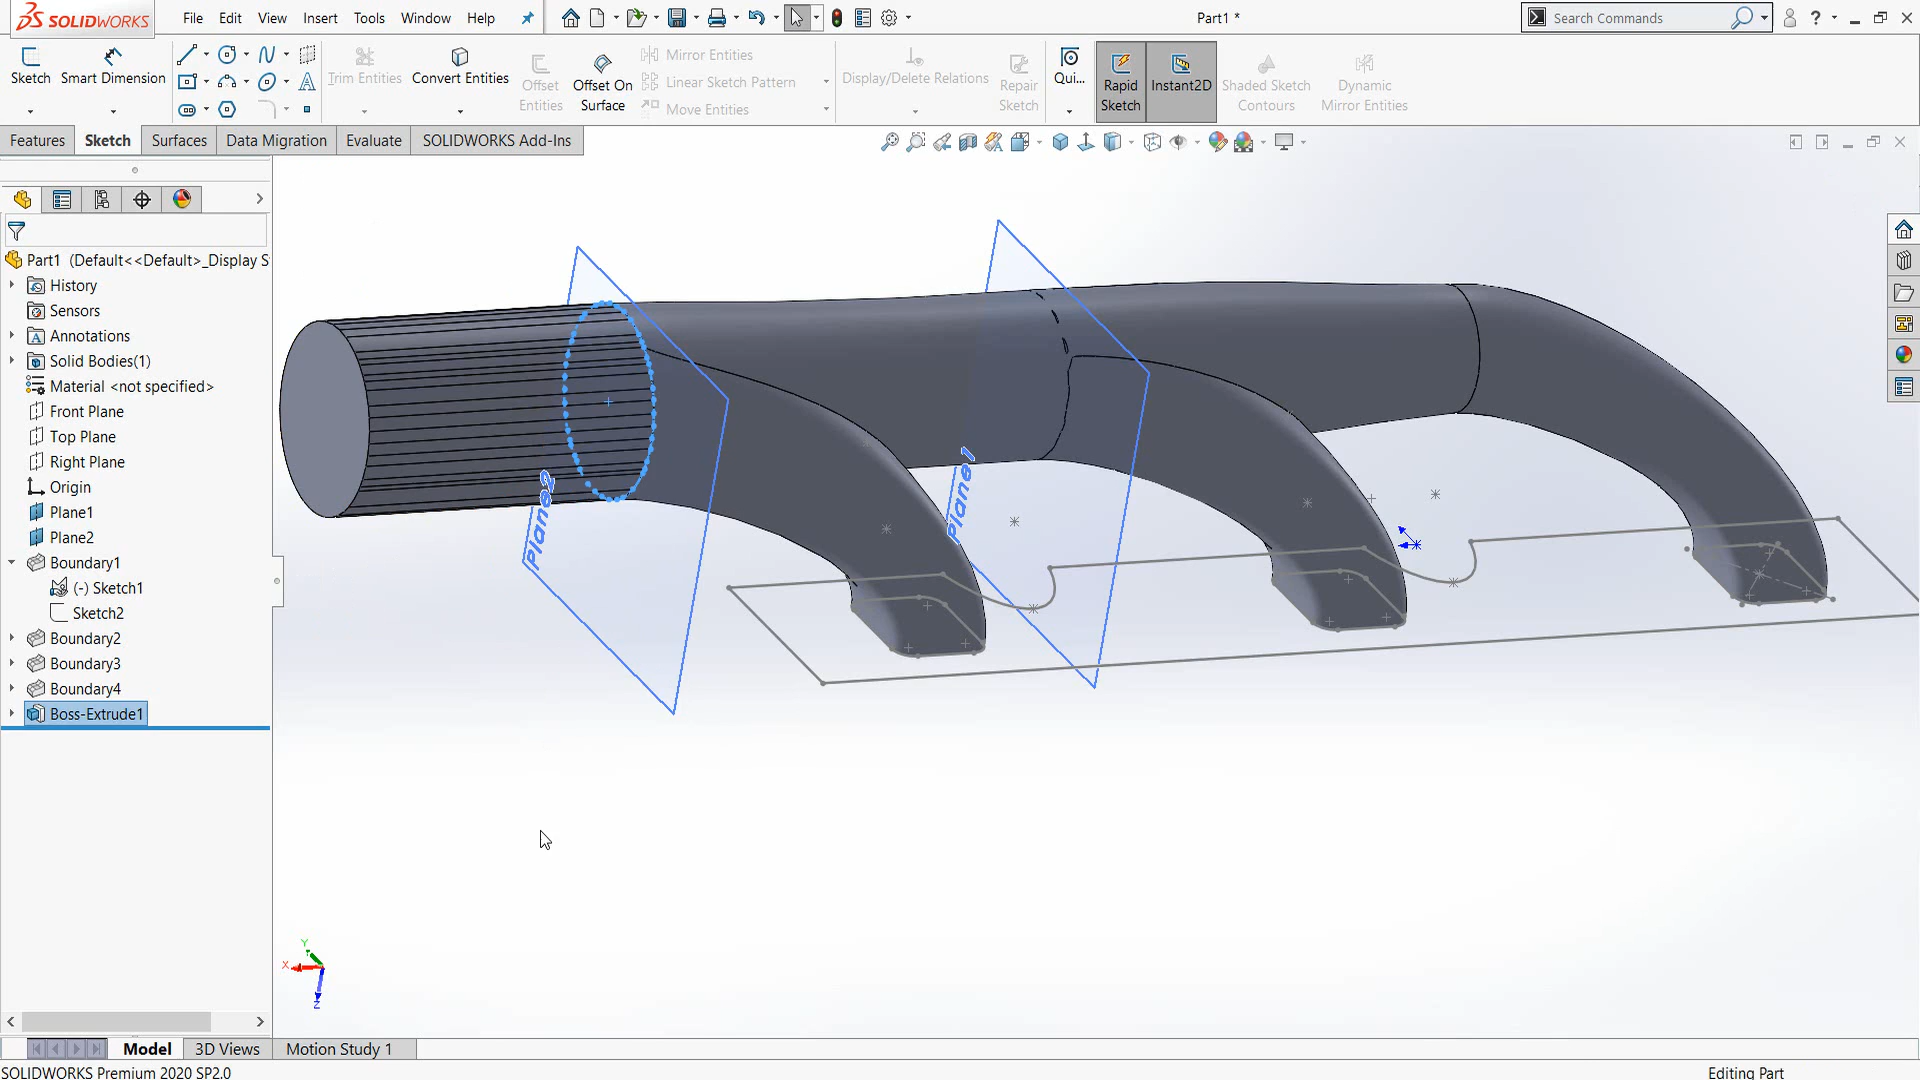 SOLIDWORKS
File Edit View Insert Tools Window Help
Part1 *
Search Commands
?
Sketch
Smart Dimension
Trim Entities
Convert Entities
Offset
Entities
Offset On
Surface
Mirror Entities
Linear Sketch Pattern
Move Entities
Display/Delete Relations
Repair
Sketch
Qui...
Rapid
Sketch
Instant2D
Shaded Sketch
Contours
Dynamic
Mirror Entities
Features
Sketch
Surfaces
Data Migration
Evaluate
SOLIDWORKS Add-Ins
Part1 (Default<<Default>_Display S
History
Sensors
Annotations
Solid Bodies(1)
Material <not specified>
Front Plane
Top Plane
Right Plane
Origin
Plane1
Plane2
Boundary1
(-) Sketch1
Sketch2
Boundary2
Boundary3
Boundary4
Boss-Extrude1
Plane2
Plane1
Y
X
Z
Model
3D Views
Motion Study 1
SOLIDWORKS Premium 2020 SP2.0
Editing Part